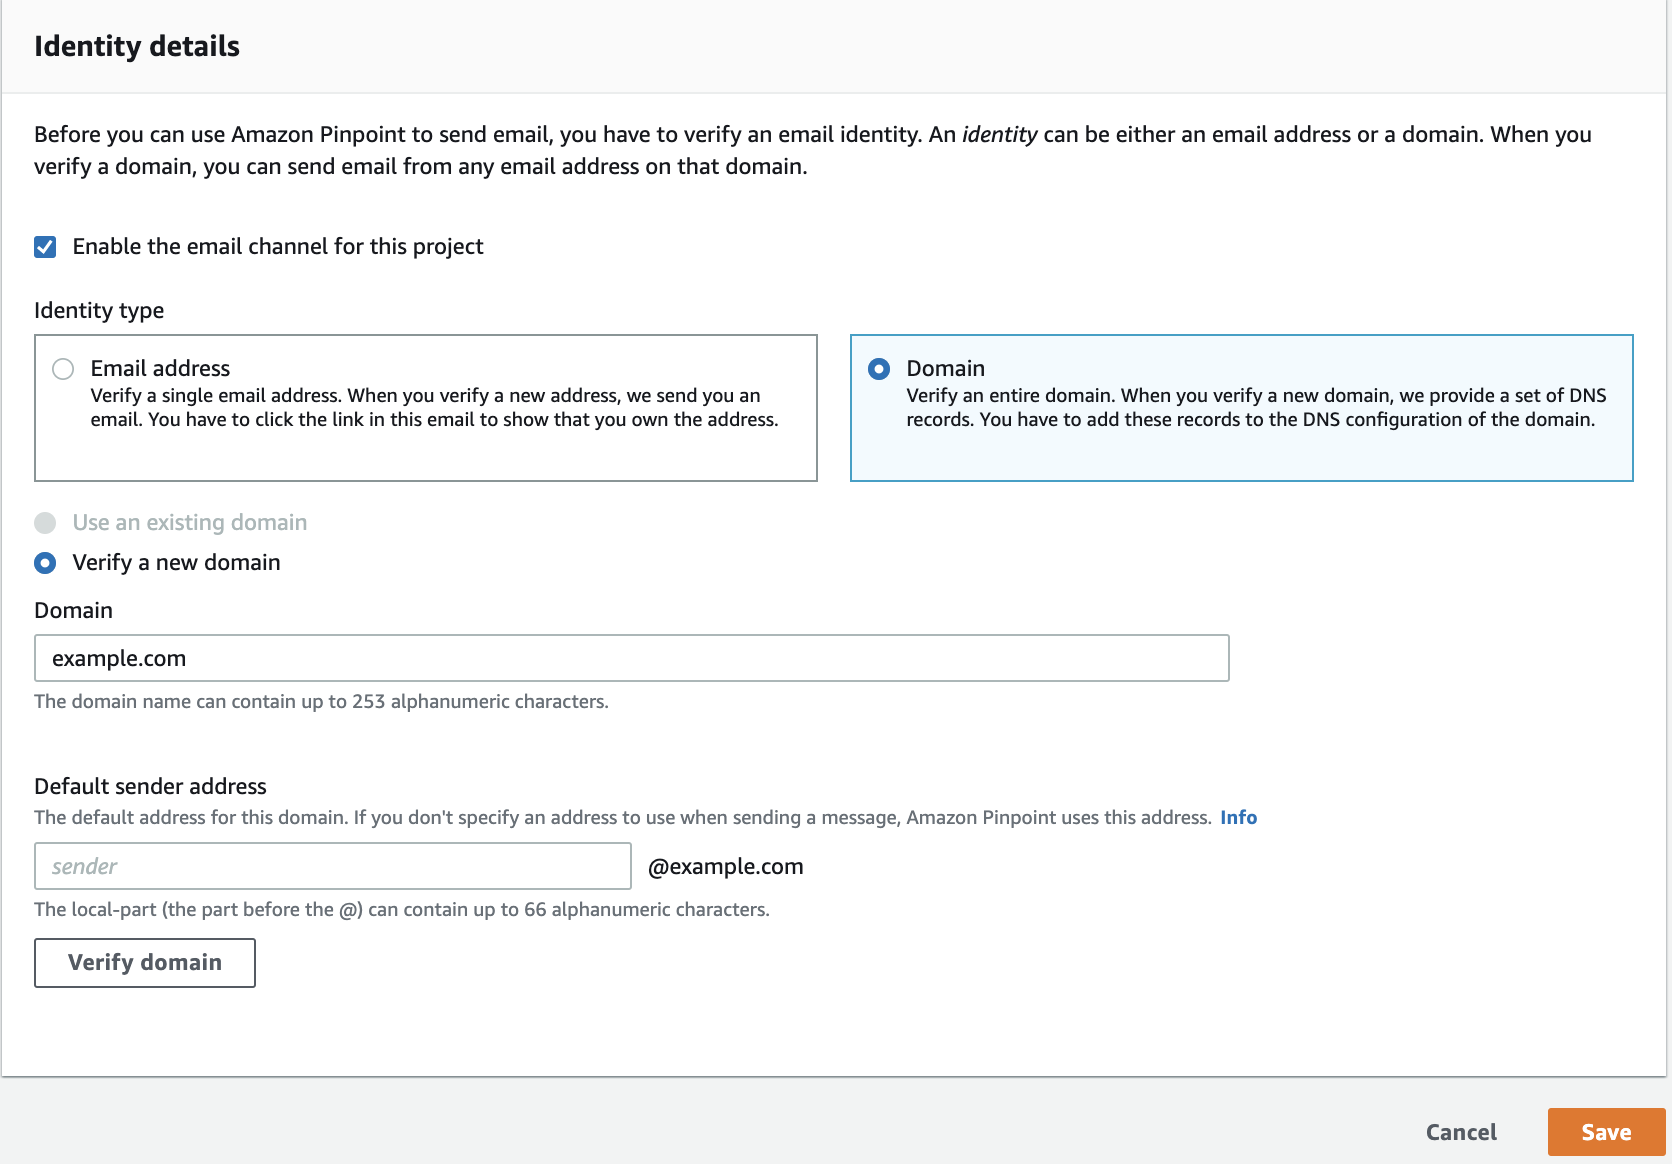 Identity details
Before you can use Amazon Pinpoint to send email, you have to verify an email identity. An identity can be either an email address or a domain. When you
verify a domain, you can send email from any email address on that domain.
Enable the email channel for this project
Identity type
Email address
Verify a single email address. When you verify a new address, we send you an
email. You have to click the link in this email to show that you own the address.
Domain
Verify an entire domain. When you verify a new domain, we provide a set of DNS
records. You have to add these records to the DNS configuration of the domain.
Use an existing domain
Verify a new domain
Domain
example.com
The domain name can contain up to 253 alphanumeric characters.
Default sender address
The default address for this domain. If you don't specify an address to use when sending a message, Amazon Pinpoint uses this address. Info
sender @example.com
The local-part (the part before the @) can contain up to 66 alphanumeric characters.
Verify domain
Cancel Save